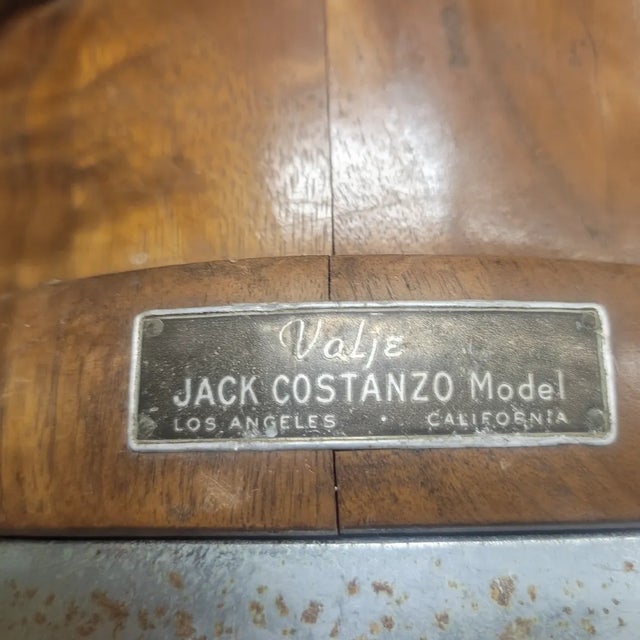 Valje
JACK COSTANZO Model
LOS ANGELES • CALIFORNIA